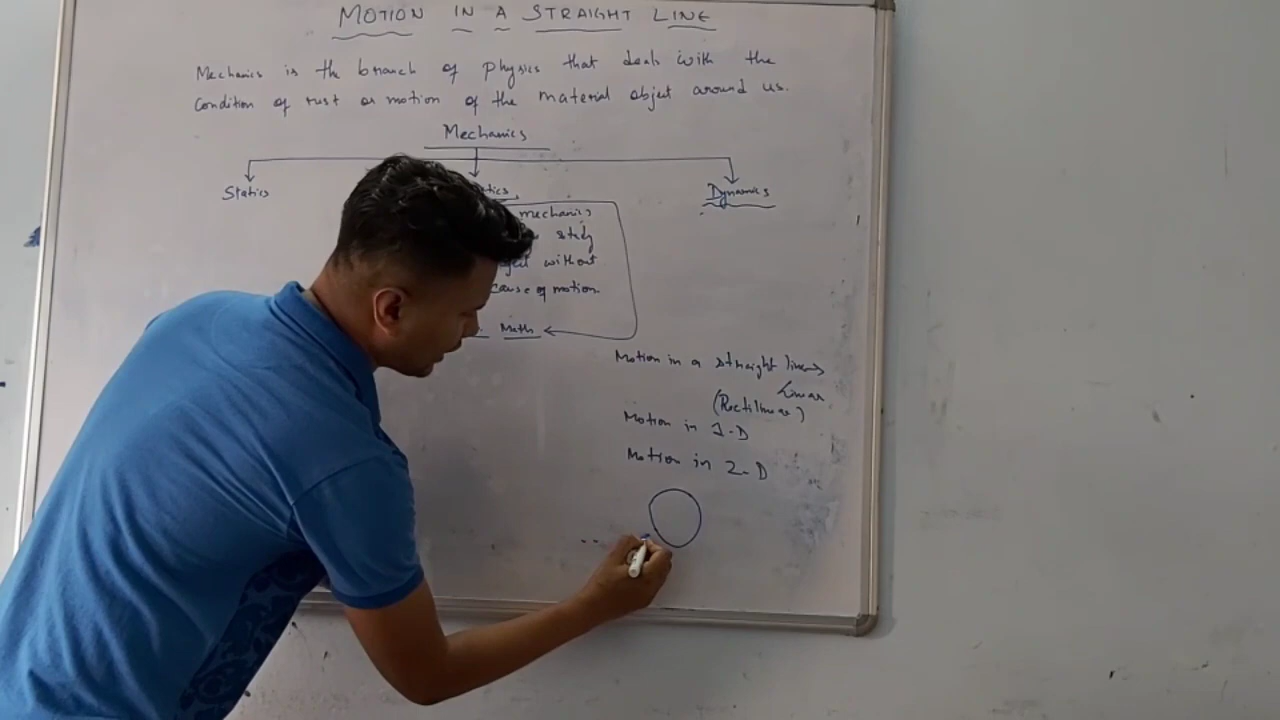 MOTION IN A STRAIGHT LINE
Mechanics is the branch of physics that deals with the
condition of rest or motion of the material object around us.
Mechanics
Statics
tics
Dynamics
mechanics
study
ject without
cause of motion.
Math
Motion in a straight line
Linear
(Rectilinear)
Motion in 1-D
Motion in 2-D